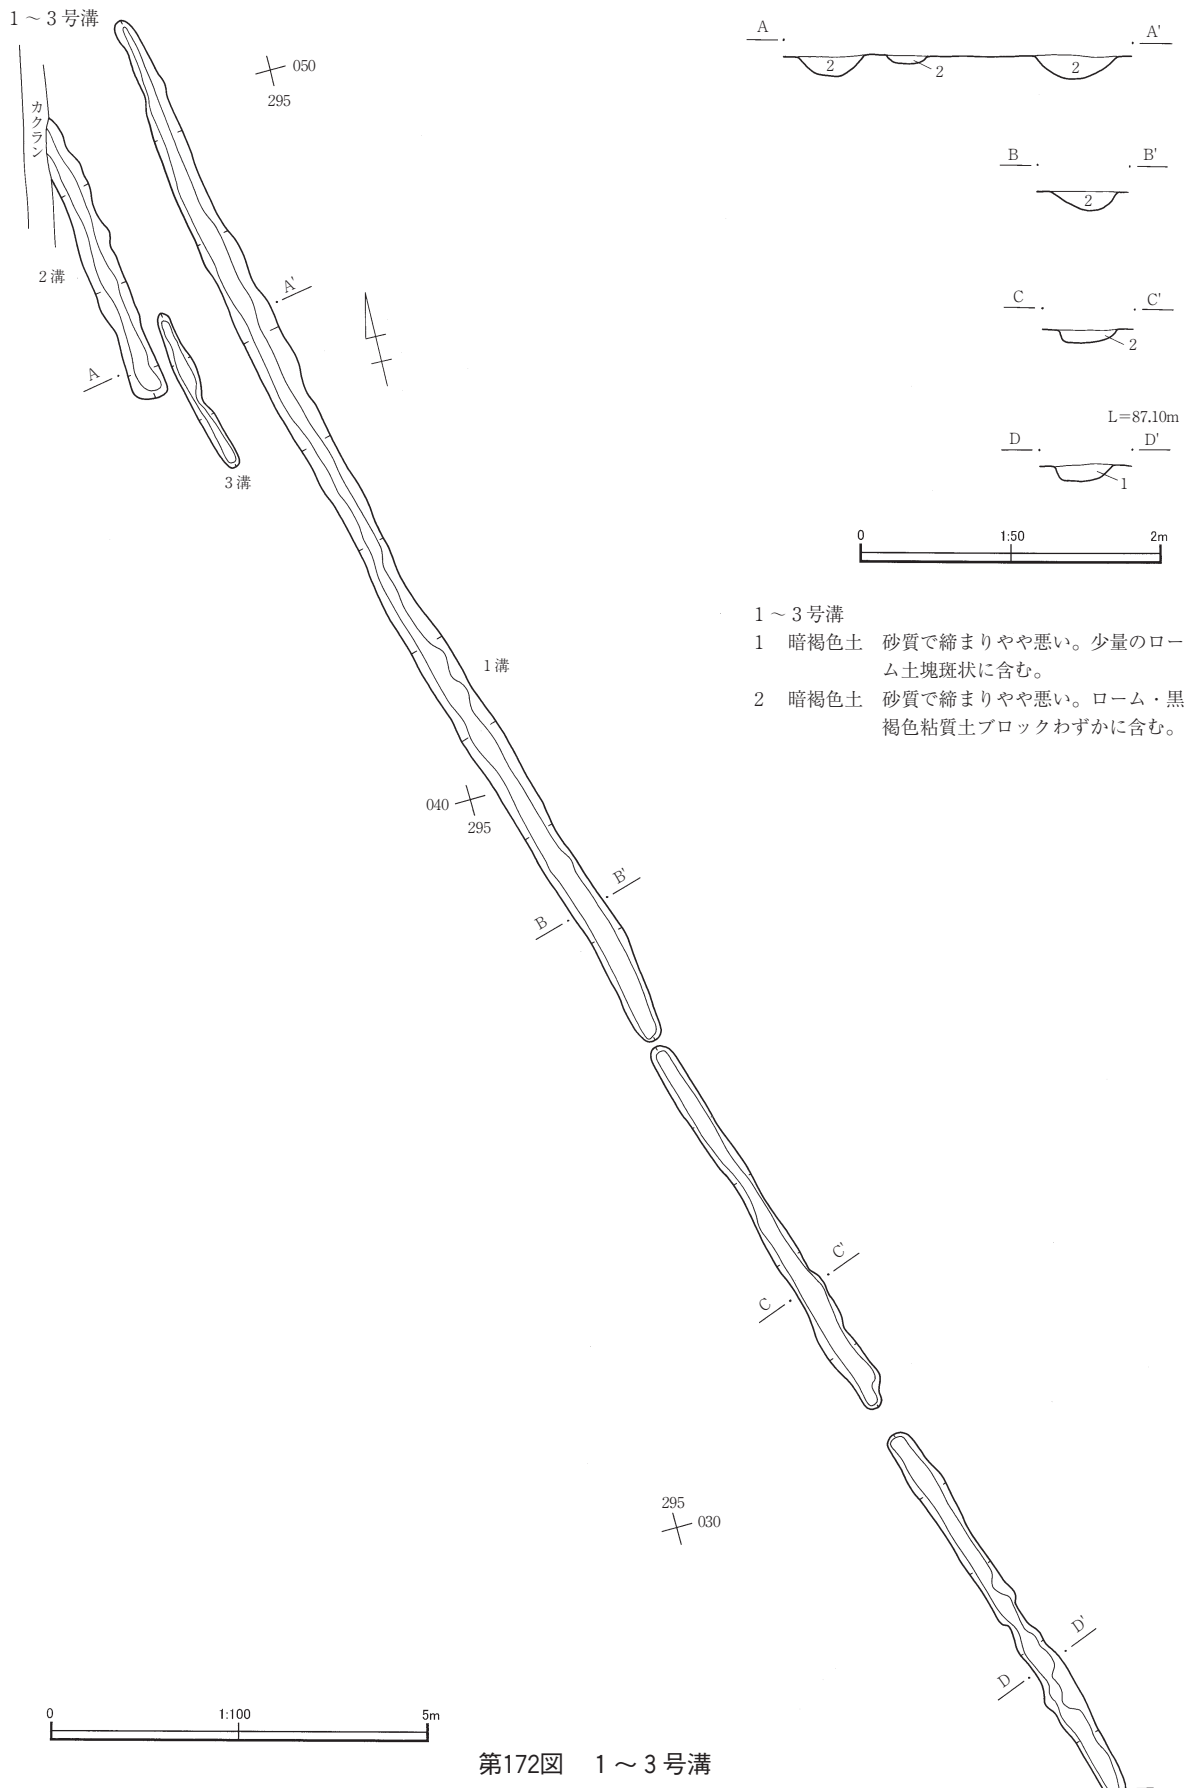 1～3号溝
050
295
カクラン
2溝
A'
A
3溝
1溝
040
295
B'
B
C'
C
295
030
D'
D
A
A'
2
2
2
B
B'
2
C
C'
2
L=87.10m
D
D'
1
0 1:50 2m
1～3号溝
1 暗褐色土 砂質で締まりやや悪い。少量のロー
ム土塊斑状に含む。
2 暗褐色土 砂質で締まりやや悪い。ローム・黒
褐色粘質土ブロックわずかに含む。
0 1:100 5m
第172図 1～3号溝